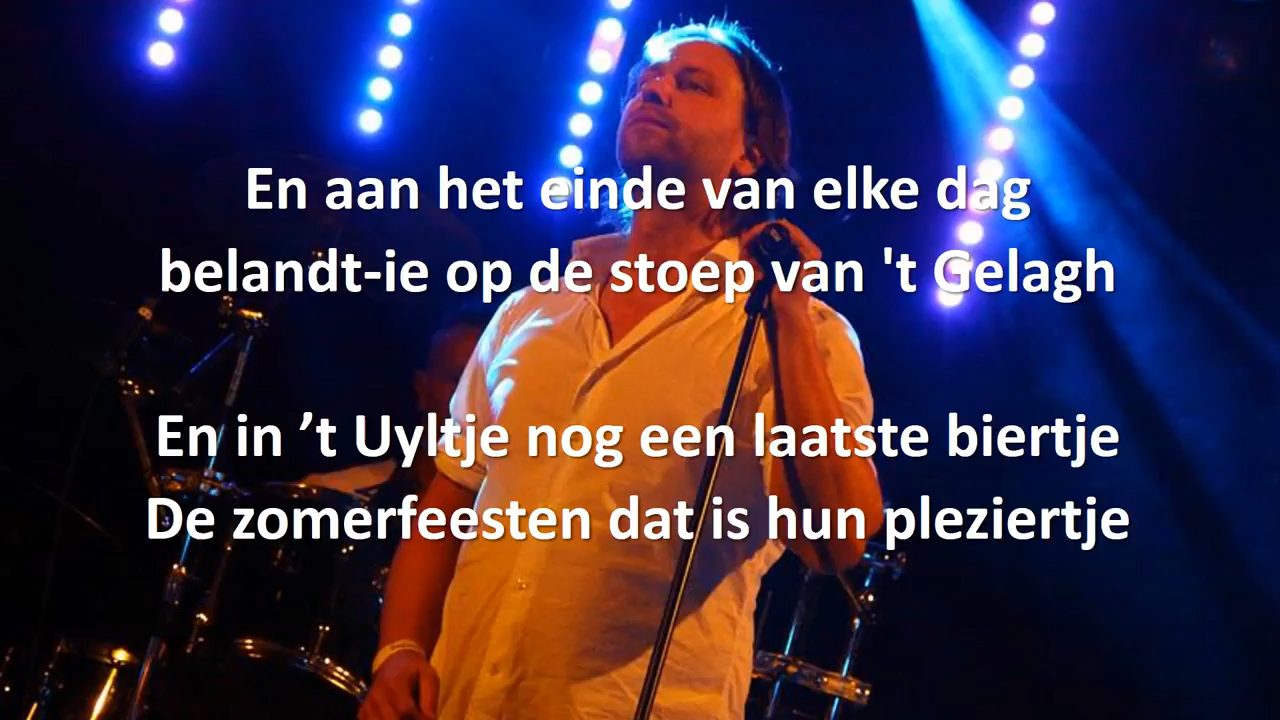 En aan het einde van elke dag
belandt-ie op de stoep van 't Gelagh
En in ’t Uyltje nog een laatste biertje
De zomerfeesten dat is hun pleziertje